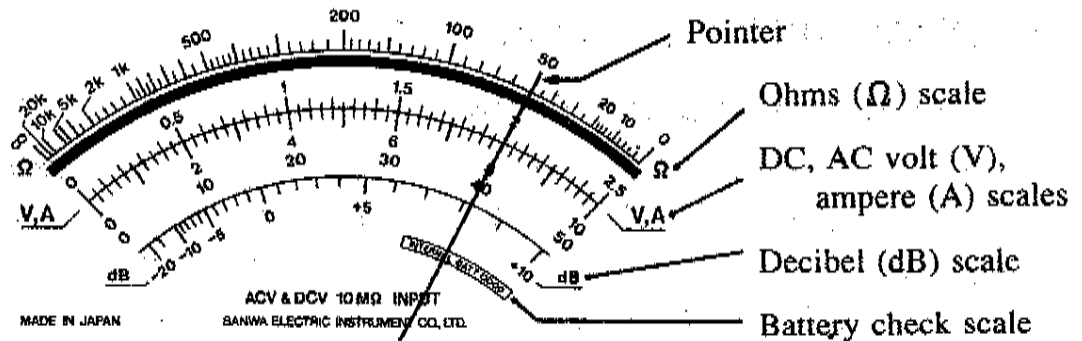 200
500 100
Pointer
50
1k
2k
5k
10k
20k
∞
20
10
0
Ω Ω
Ohms (Ω) scale
0 0.5 1 1.5 2.5
DC, AC volt (V),
ampere (A) scales
V,A V,A
0 2 4 6 10
0 10 20 30 40 50
-20 -10 -5 0 +5 +10
dB dB
Decibel (dB) scale
INTERNAL BATT GOOD
ACV & DCV 10MΩ INPUT
MADE IN JAPAN SANWA ELECTRIC INSTRUMENT CO., LTD.
Battery check scale